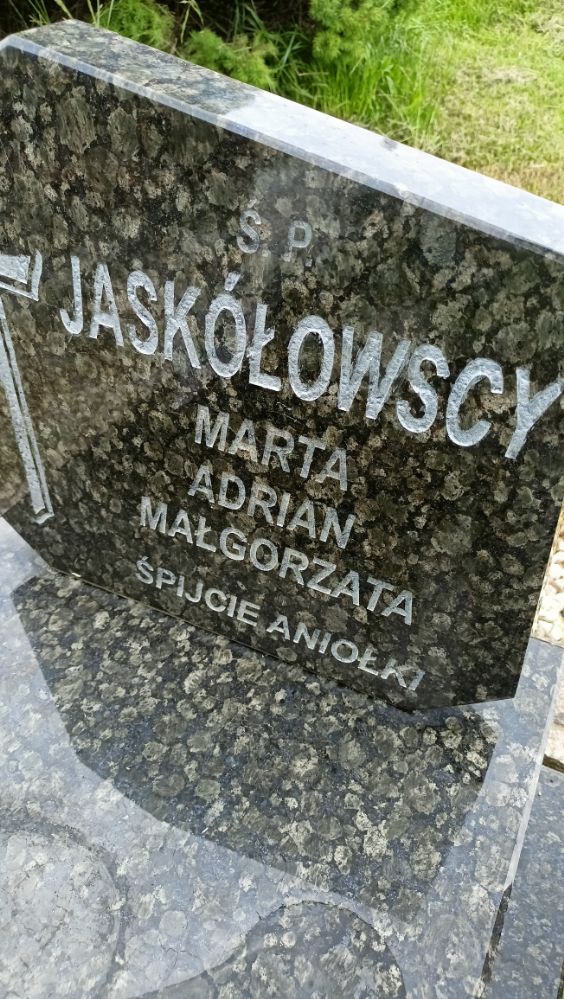 Ś. P.
JASKÓŁOWSCY
MARTA
ADRIAN
MAŁGORZATA
ŚPIJCIE ANIOŁKI